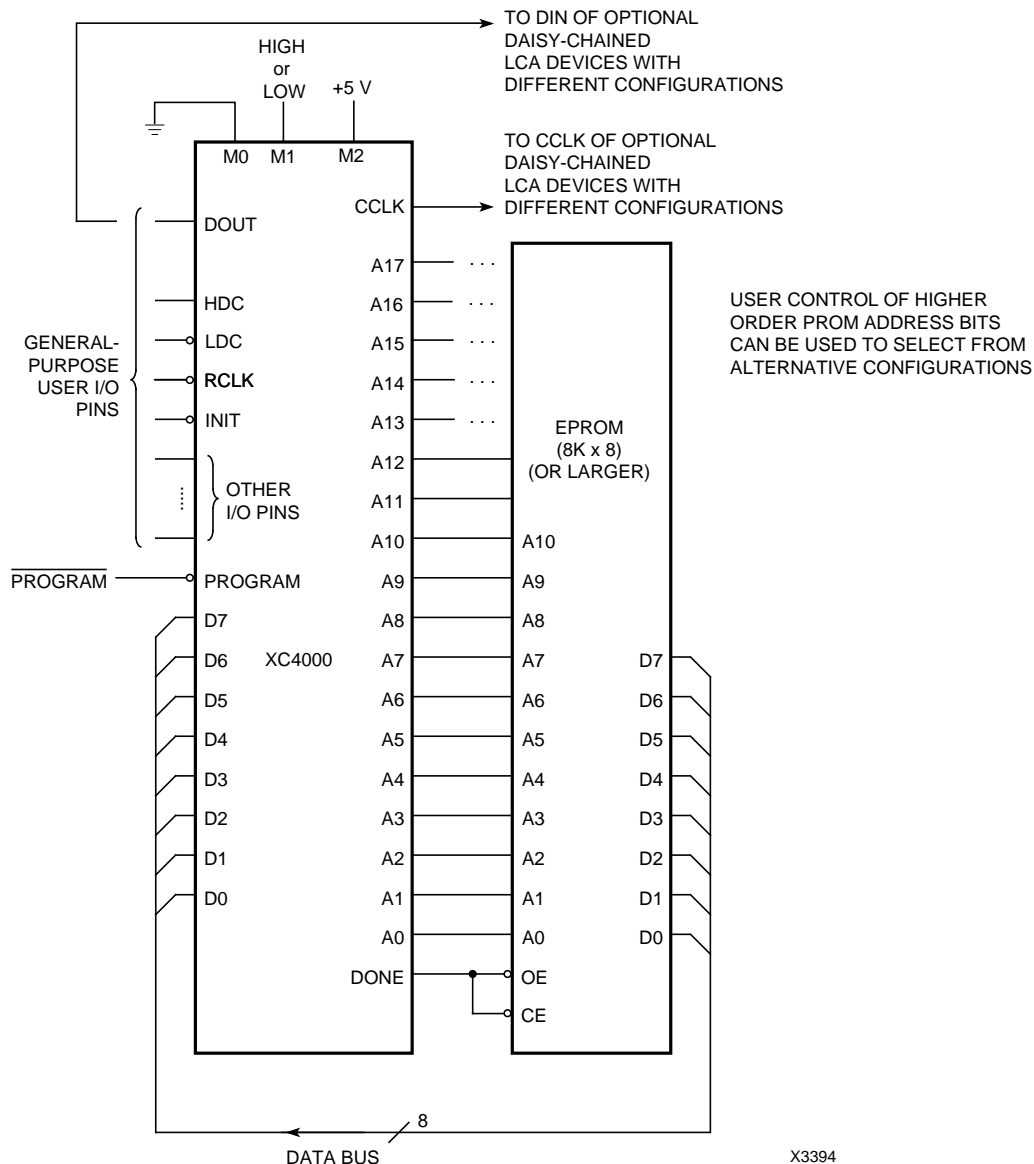 TO DIN OF OPTIONAL
DAISY-CHAINED
LCA DEVICES WITH
DIFFERENT CONFIGURATIONS
HIGH
or
LOW
+5 V
M0
M1
M2
TO CCLK OF OPTIONAL
DAISY-CHAINED
LCA DEVICES WITH
DIFFERENT CONFIGURATIONS
CCLK
DOUT
HDC
LDC
RCLK
INIT
GENERAL-
PURPOSE
USER I/O
PINS
OTHER
I/O PINS
PROGRAM
PROGRAM
D7
D6
D5
D4
D3
D2
D1
D0
XC4000
A17
A16
A15
A14
A13
A12
A11
A10
A9
A8
A7
A6
A5
A4
A3
A2
A1
A0
DONE
. . .
. . .
. . .
. . .
. . .
EPROM
(8K x 8)
(OR LARGER)
A10
A9
A8
A7
A6
A5
A4
A3
A2
A1
A0
OE
CE
D7
D6
D5
D4
D3
D2
D1
D0
USER CONTROL OF HIGHER
ORDER PROM ADDRESS BITS
CAN BE USED TO SELECT FROM
ALTERNATIVE CONFIGURATIONS
8
DATA BUS
X3394